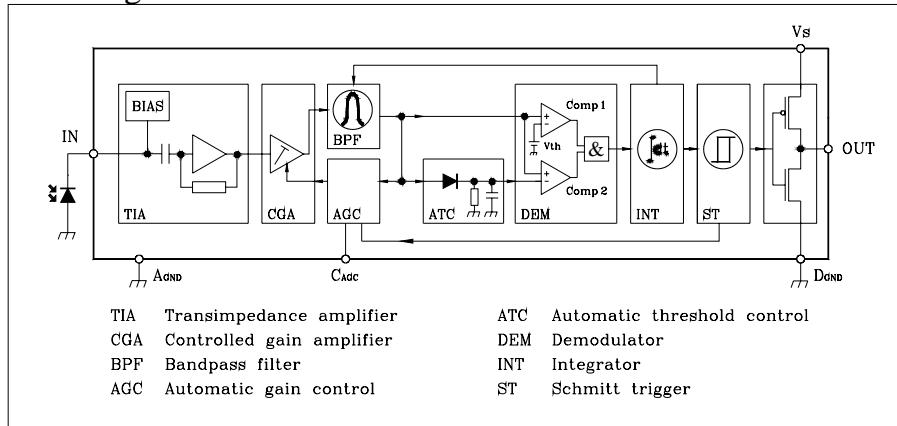 Vs
BIAS
Comp 1
IN
BPF
Vth
&
OUT
Comp 2
TIA
CGA
AGC
ATC
DEM
INT
ST
AGND
CAGC
DGND
TIA Transimpedance amplifier
CGA Controlled gain amplifier
BPF Bandpass filter
AGC Automatic gain control
ATC Automatic threshold control
DEM Demodulator
INT Integrator
ST Schmitt trigger